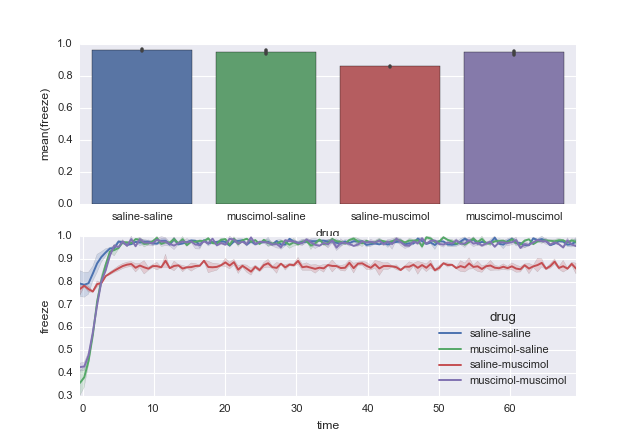 1.0
0.8
0.6
0.4
0.2
0.0
mean(freeze)
saline-saline muscimol-saline saline-muscimol muscimol-muscimol
drug
1.0
0.9
0.8
0.7
0.6
0.5
0.4
0.3
freeze
drug
saline-saline
muscimol-saline
saline-muscimol
muscimol-muscimol
0 10 20 30 40 50 60
time